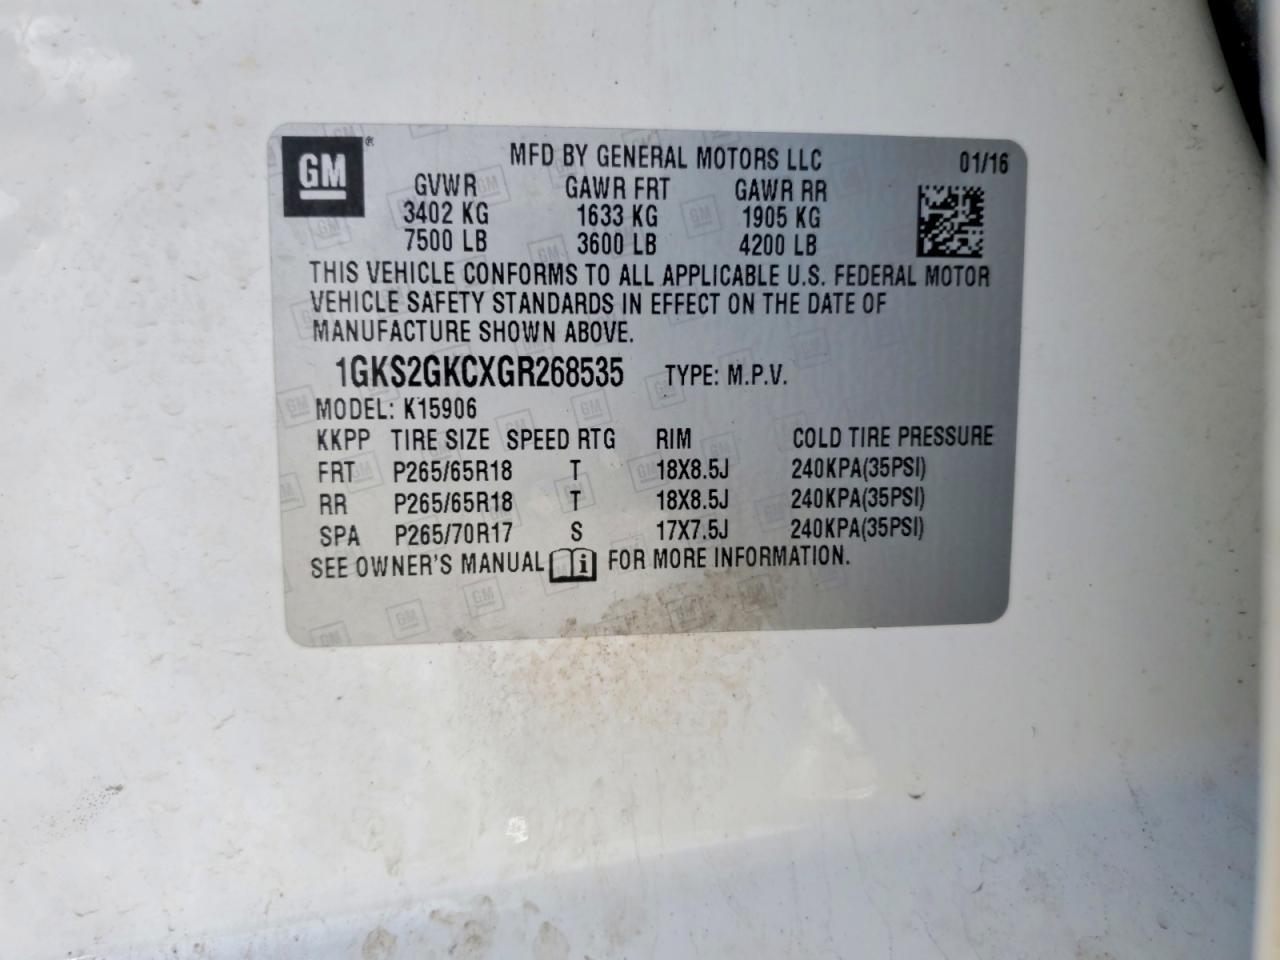 GM ® MFD BY GENERAL MOTORS LLC 01/16
GVWR GAWR FRT GAWR RR
3402 KG 1633 KG 1905 KG
7500 LB 3600 LB 4200 LB
THIS VEHICLE CONFORMS TO ALL APPLICABLE U.S. FEDERAL MOTOR
VEHICLE SAFETY STANDARDS IN EFFECT ON THE DATE OF
MANUFACTURE SHOWN ABOVE.
1GKS2GKCXGR268535 TYPE: M.P.V.
MODEL: K15906
KKPP TIRE SIZE SPEED RTG RIM COLD TIRE PRESSURE
FRT P265/65R18 T 18X8.5J 240KPA(35PSI)
RR P265/65R18 T 18X8.5J 240KPA(35PSI)
SPA P265/70R17 S 17X7.5J 240KPA(35PSI)
SEE OWNER'S MANUAL i FOR MORE INFORMATION.